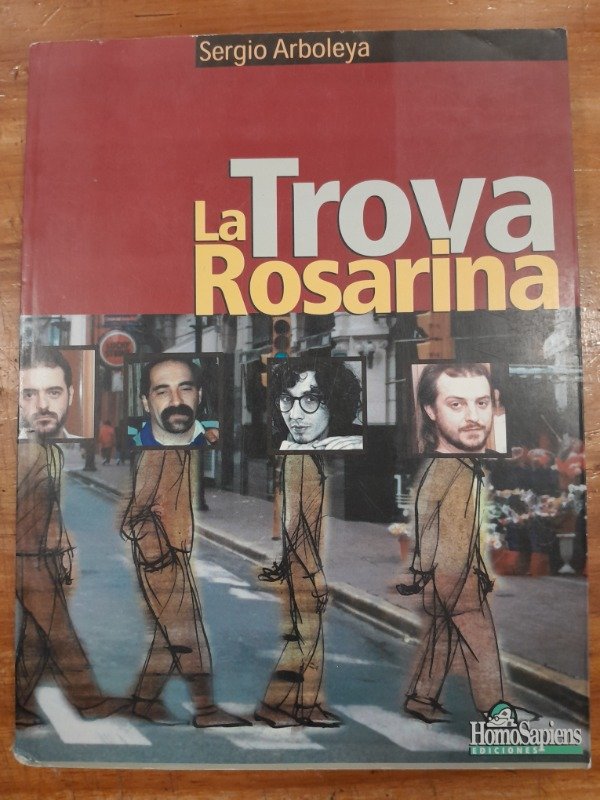 Sergio Arboleya
La Trova
Rosarina
HomoSapiens
EDICIONES